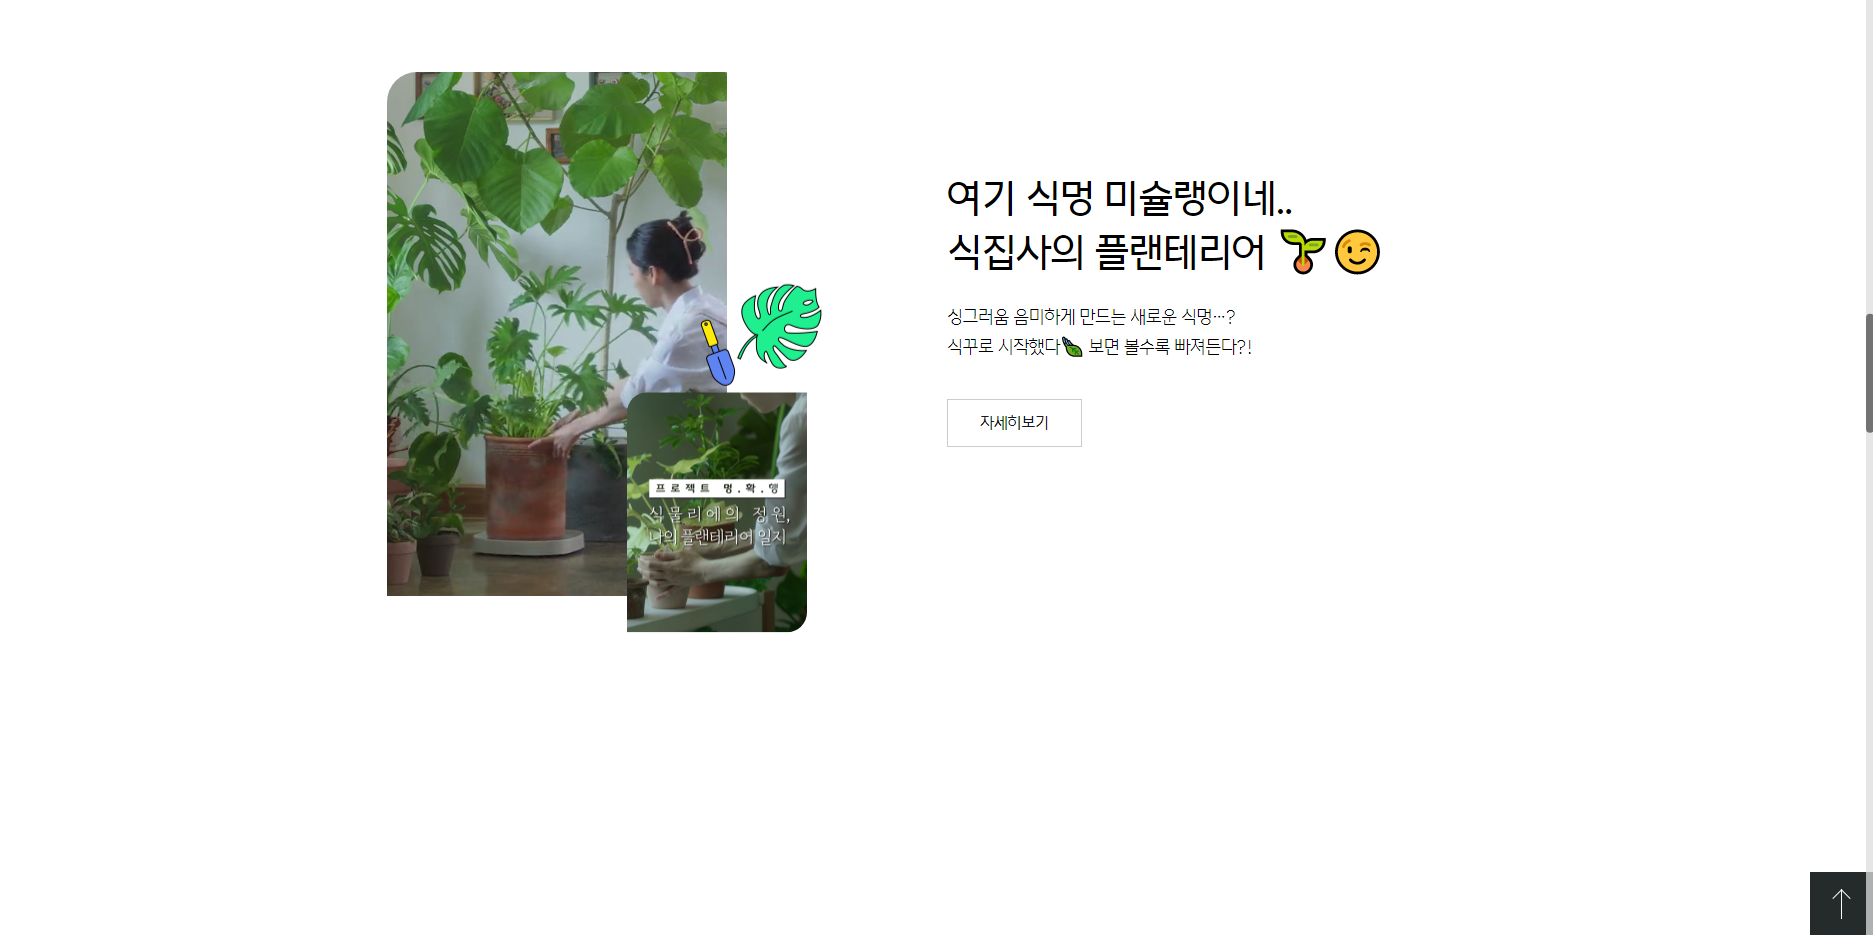 여기 식멍 미슐랭이네..
식집사의 플랜테리어 🌱😉
싱그러움 음미하게 만드는 새로운 식멍…?
식꾸로 시작했다🍃 보면 볼수록 빠져든다?!
자세히보기
프로젝트 멍.확.행
식물리에의 정원,
나의 플랜테리어 일지